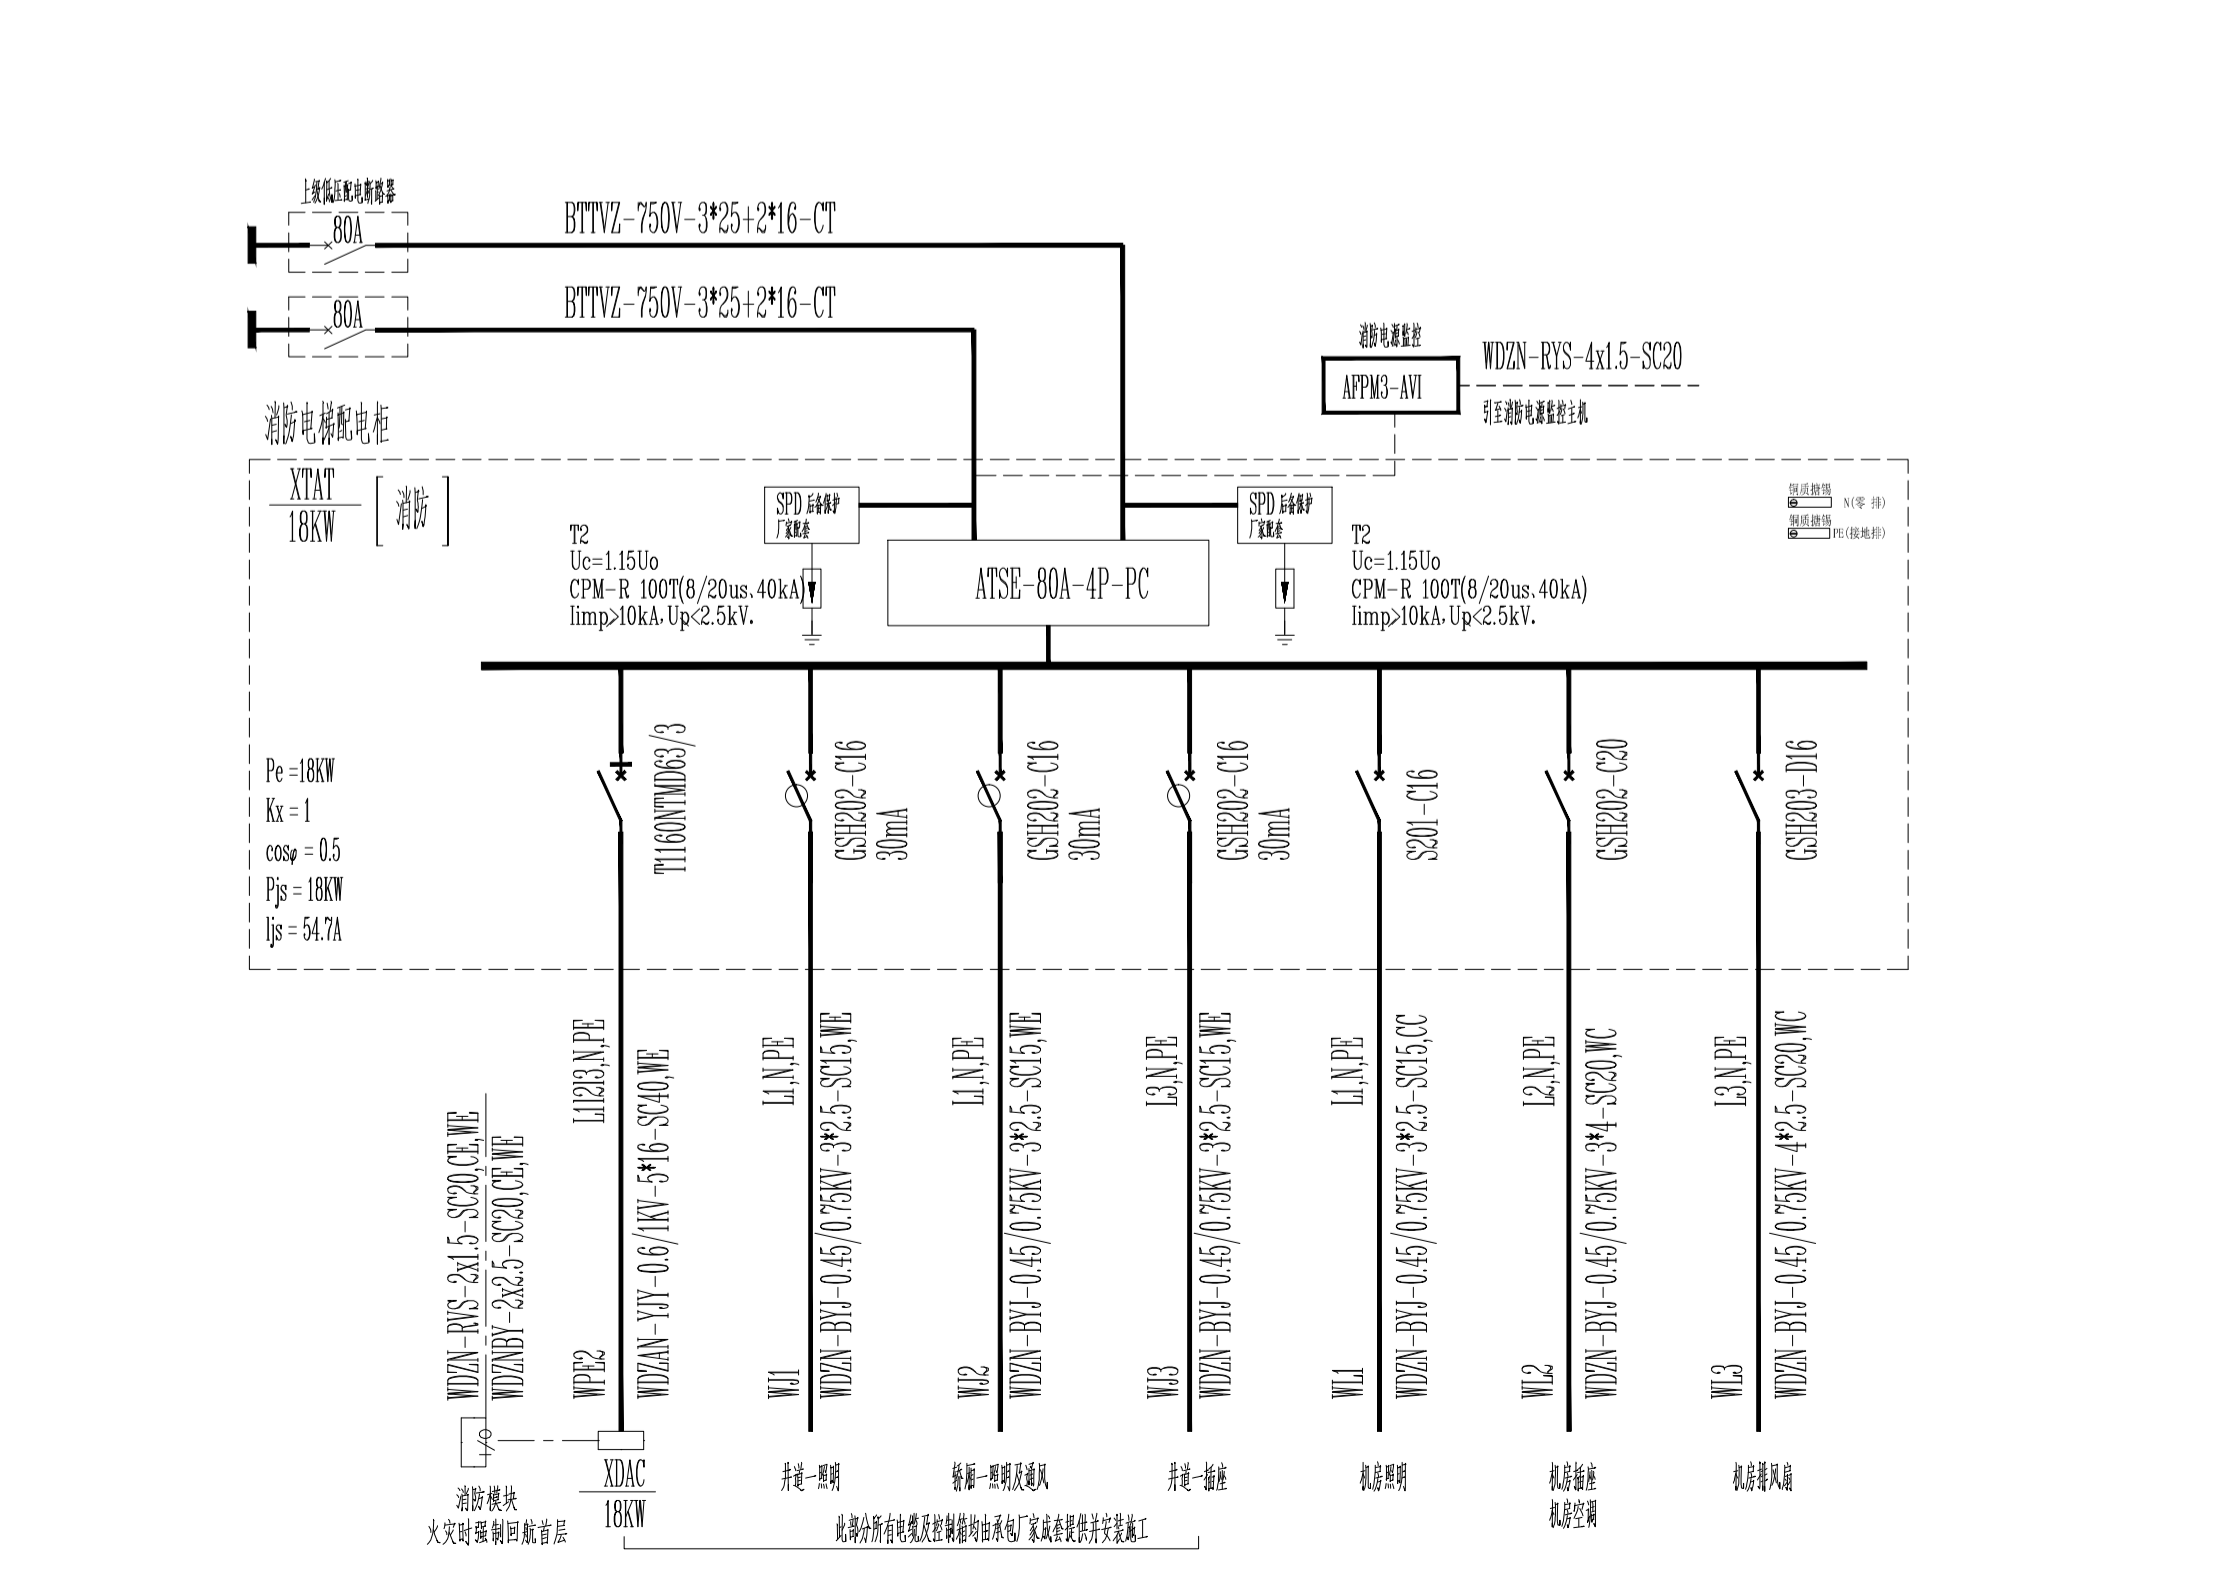 上级低压配电断路器
80A
BTTVZ-750V-3*25+2*16-CT
80A
BTTVZ-750V-3*25+2*16-CT
消防电源监控
AFPM3-AVI
WDZN-RYS-4x1.5-SC20
引至消防电源监控主机
消防电梯配电柜
XTAT
18KW
消防
SPD 后备保护
厂家配套
T2
Uc=1.15Uo
CPM-R 100T(8/20us、40kA)
Iimp>10kA,Up<2.5kV.
ATSE-80A-4P-PC
SPD 后备保护
厂家配套
T2
Uc=1.15Uo
CPM-R 100T(8/20us、40kA)
Iimp>10kA,Up<2.5kV.
铜质搪锡
N(零 排)
铜质搪锡
PE(接地排)
Pe =18KW
Kx = 1
cosφ = 0.5
Pjs = 18KW
Ijs = 54.7A
T1160NTMD63/3
GSH202-C16
30mA
GSH202-C16
30mA
GSH202-C16
30mA
S201-C16
GSH202-C20
GSH203-D16
WDZN-RVS-2x1.5-SC20,CE,WE
WDZNBY-2x2.5-SC20,CE,WE
L1l2l3,N,PE
WPE2
WDZAN-YJY-0.6/1KV-5*16-SC40,WE
L1,N,PE
WJ1
WDZN-BYJ-0.45/0.75KV-3*2.5-SC15,WE
L1,N,PE
WJ2
WDZN-BYJ-0.45/0.75KV-3*2.5-SC15,WE
L3,N,PE
WJ3
WDZN-BYJ-0.45/0.75KV-3*2.5-SC15,WE
L1,N,PE
WL1
WDZN-BYJ-0.45/0.75KV-3*2.5-SC15,CC
L2,N,PE
WL2
WDZN-BYJ-0.45/0.75KV-3*4-SC20,WC
L3,N,PE
WL3
WDZN-BYJ-0.45/0.75KV-4*2.5-SC20,WC
I/O
消防模块
火灾时强制回航首层
XDAC
18KW
井道一照明
轿厢一照明及通风
井道一插座
机房照明
机房插座
机房空调
机房排风扇
此部分所有电缆及控制箱均由承包厂家成套提供并安装施工